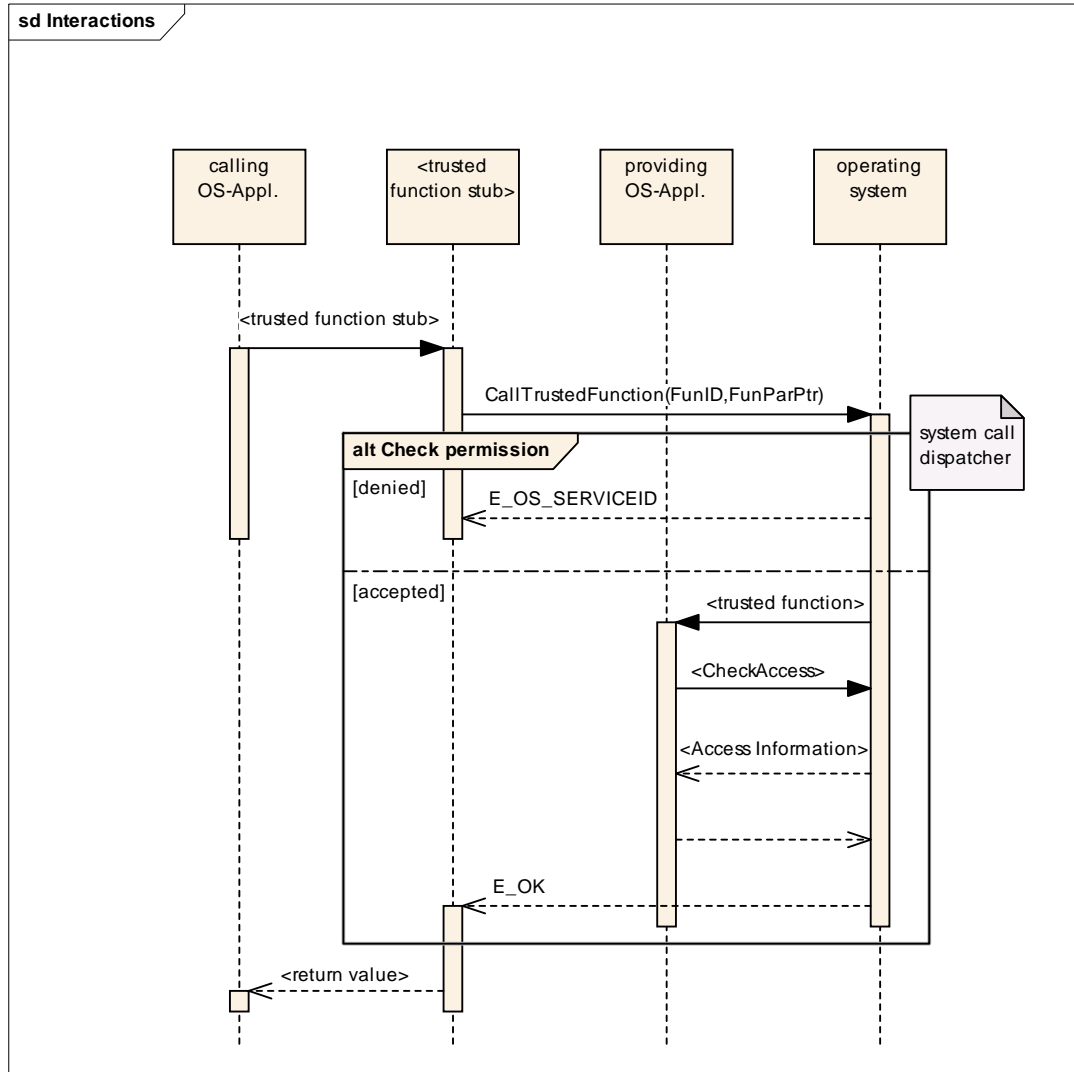 sd Interactions
calling
OS-Appl.
<trusted
function stub>
providing
OS-Appl.
operating
system
<trusted function stub>
CallTrustedFunction(FunID,FunParPtr)
system call
dispatcher
alt Check permission
[denied]
E_OS_SERVICEID
[accepted]
<trusted function>
<CheckAccess>
<Access Information>
E_OK
<return value>